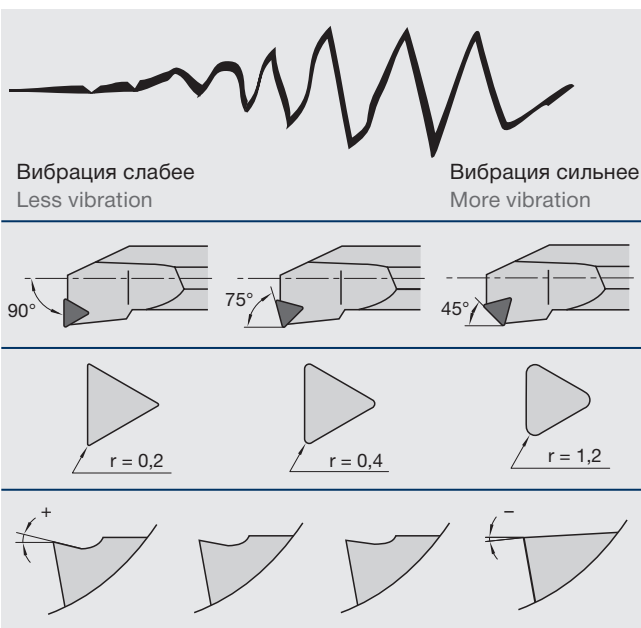 Вибрация слабее
Less vibration
Вибрация сильнее
More vibration
90°
75°
45°
r = 0,2
r = 0,4
r = 1,2
+
–